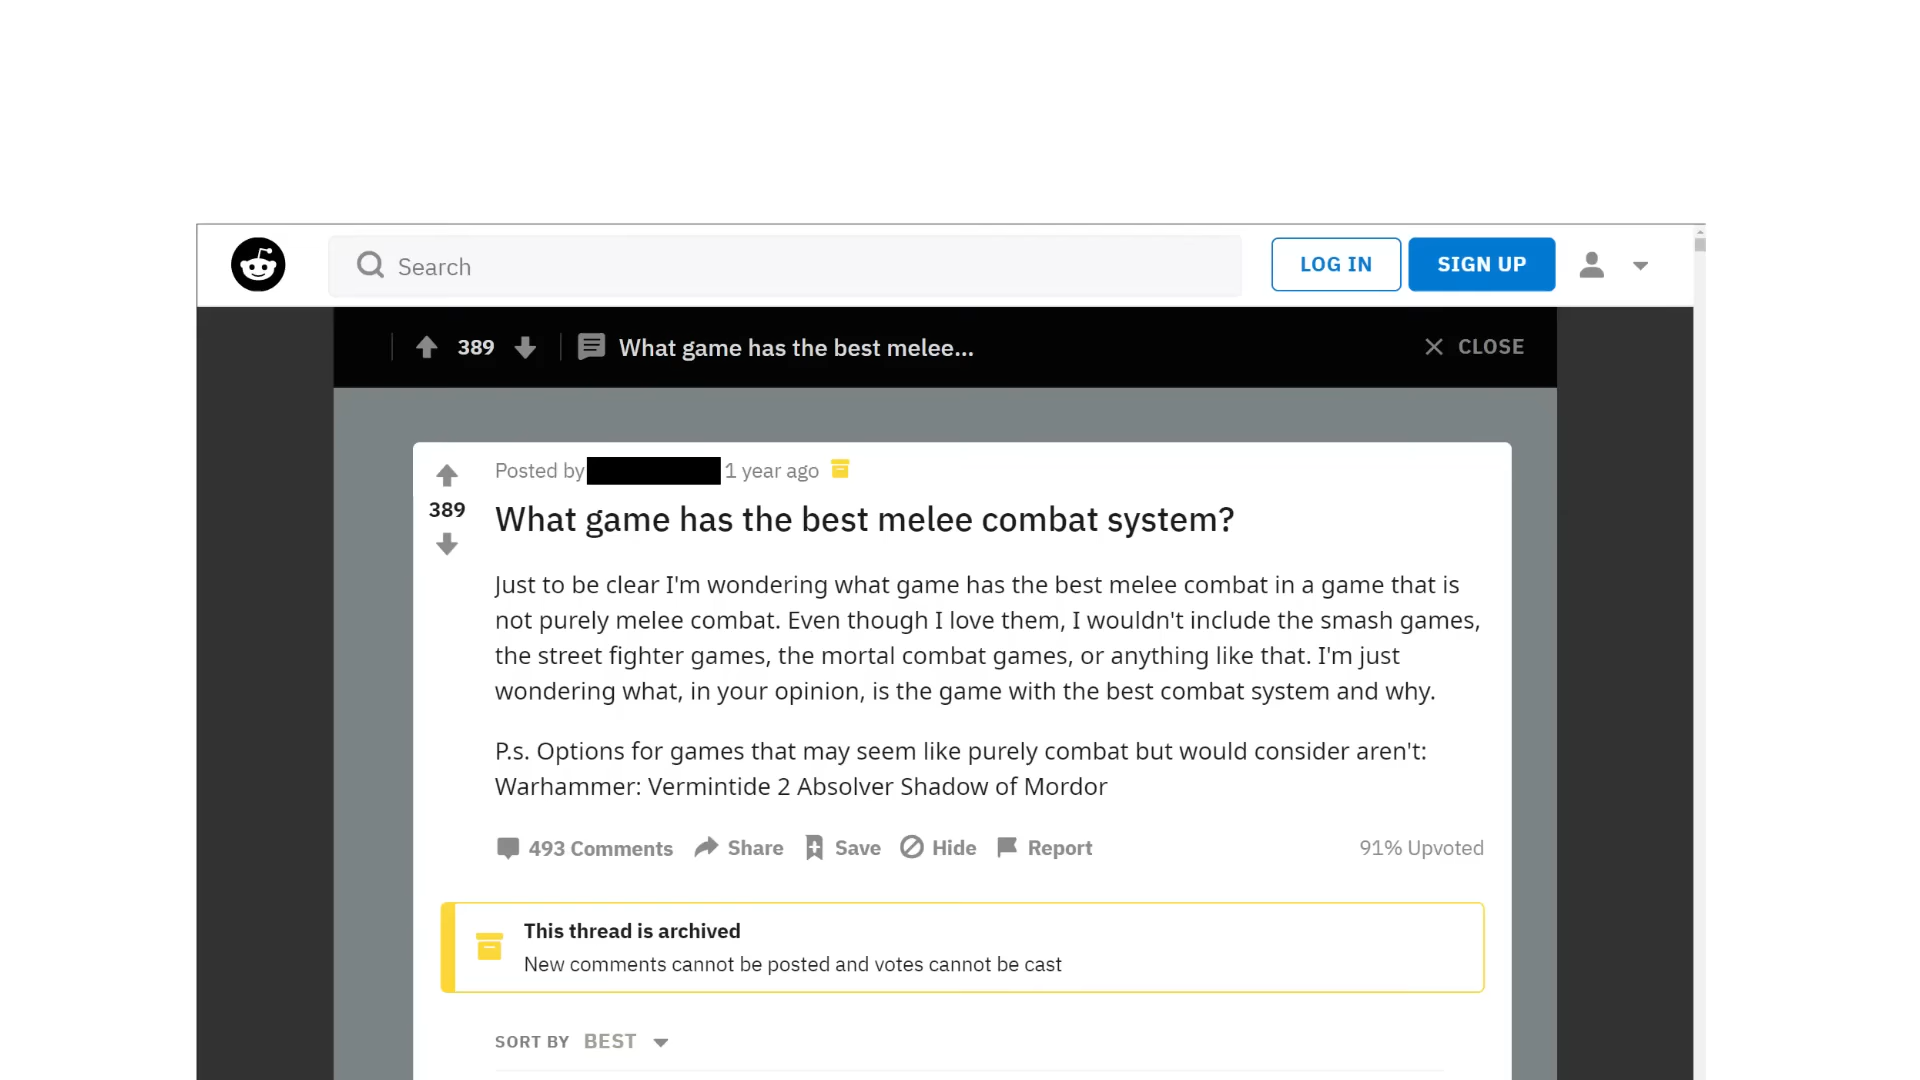 Search
LOG IN
SIGN UP
389
What game has the best melee...
CLOSE
Posted by
1 year ago
389
What game has the best melee combat system?
Just to be clear I'm wondering what game has the best melee combat in a game that is
not purely melee combat. Even though I love them, I wouldn't include the smash games,
the street fighter games, the mortal combat games, or anything like that. I'm just
wondering what, in your opinion, is the game with the best combat system and why.
P.s. Options for games that may seem like purely combat but would consider aren't:
Warhammer: Vermintide 2 Absolver Shadow of Mordor
493 Comments
Share
Save
Hide
Report
91% Upvoted
This thread is archived
New comments cannot be posted and votes cannot be cast
SORT BY BEST